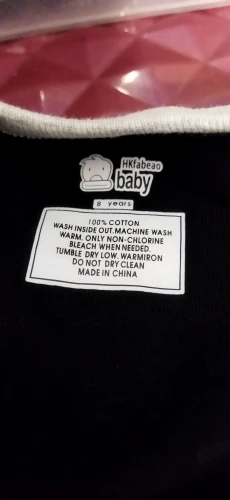 HKfabeao
baby
8 years
100% COTTON
WASH INSIDE OUT.MACHINE WASH
WARM. ONLY NON-CHLORINE
BLEACH WHEN NEEDED.
TUMBLE DRY LOW. WARMIRON
DO NOT DRY CLEAN
MADE IN CHINA